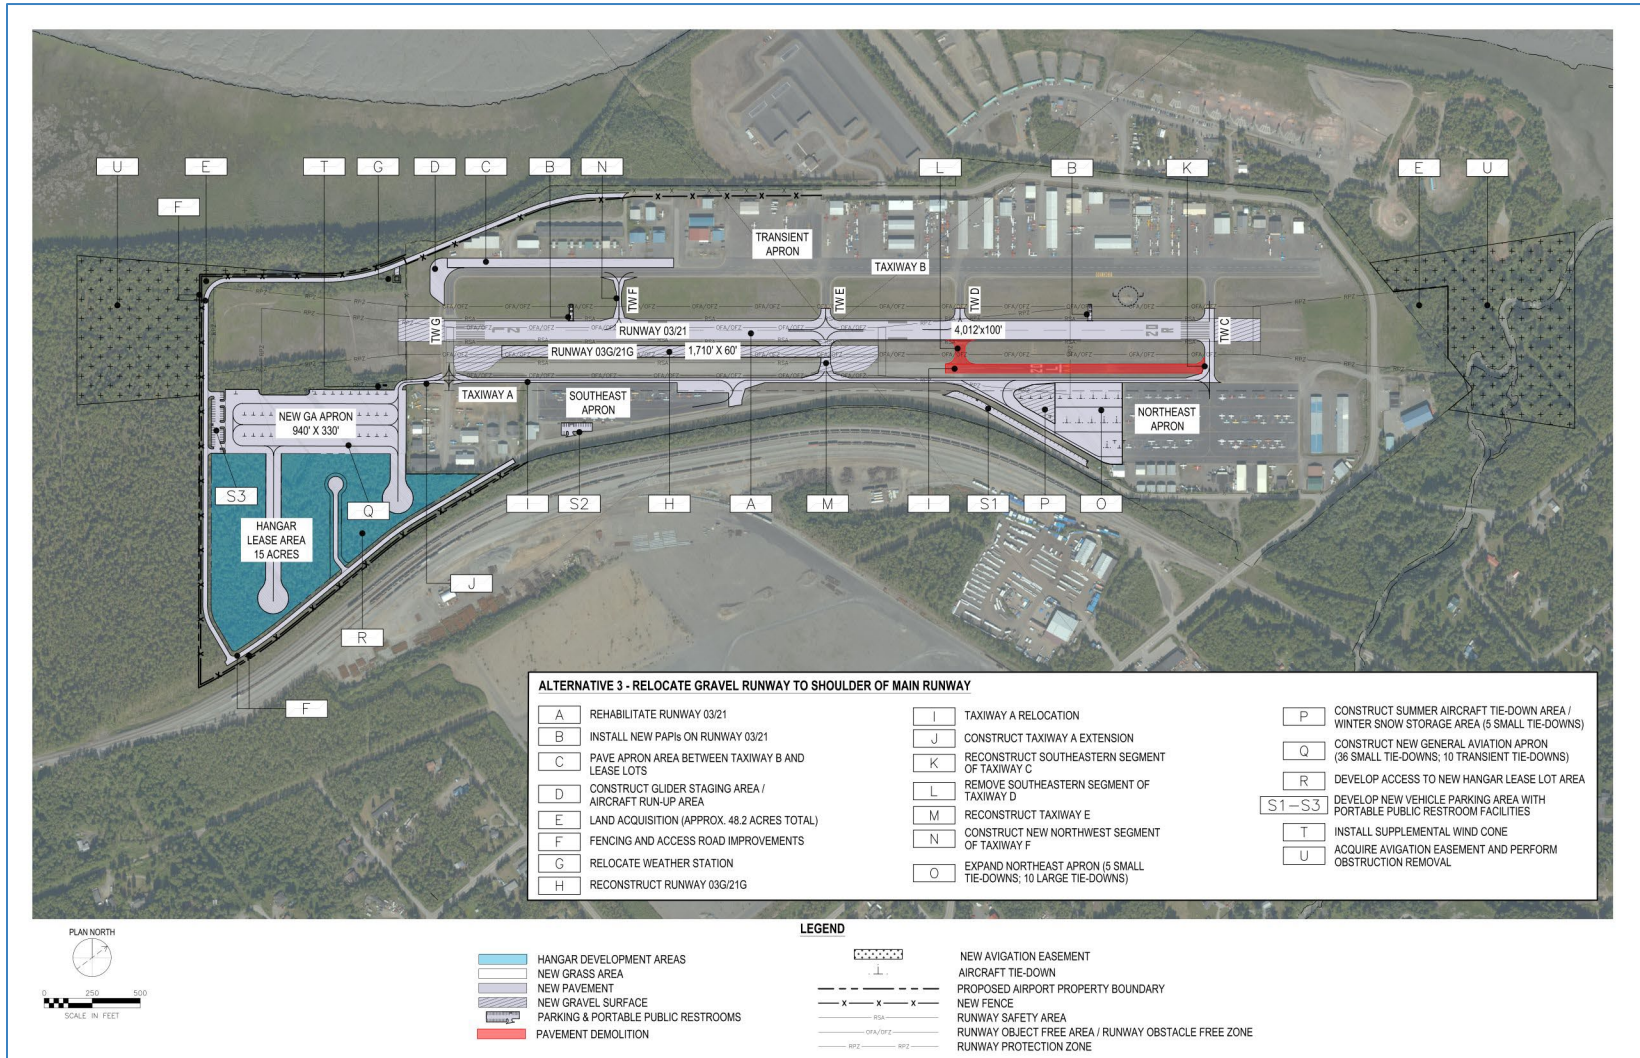 U
E
T
G
D
C
B
N
L
B
K
E
U
F
TRANSIENT
APRON
TAXIWAY B
TW G
TW F
TW E
TW D
TW C
RUNWAY 03/21
4,012'x100'
RUNWAY 03G/21G
1,710' X 60'
TAXIWAY A
SOUTHEAST
APRON
NORTHEAST
APRON
NEW GA APRON
940' X 330'
S3
Q
HANGAR
LEASE AREA
15 ACRES
I
S2
H
A
M
I
S1
P
O
J
R
F
ALTERNATIVE 3 - RELOCATE GRAVEL RUNWAY TO SHOULDER OF MAIN RUNWAY
A REHABILITATE RUNWAY 03/21
B INSTALL NEW PAPIs ON RUNWAY 03/21
C PAVE APRON AREA BETWEEN TAXIWAY B AND
LEASE LOTS
D CONSTRUCT GLIDER STAGING AREA /
AIRCRAFT RUN-UP AREA
E LAND ACQUISITION (APPROX. 48.2 ACRES TOTAL)
F FENCING AND ACCESS ROAD IMPROVEMENTS
G RELOCATE WEATHER STATION
H RECONSTRUCT RUNWAY 03G/21G
I TAXIWAY A RELOCATION
J CONSTRUCT TAXIWAY A EXTENSION
K RECONSTRUCT SOUTHEASTERN SEGMENT
OF TAXIWAY C
L REMOVE SOUTHEASTERN SEGMENT OF
TAXIWAY D
M RECONSTRUCT TAXIWAY E
N CONSTRUCT NEW NORTHWEST SEGMENT
OF TAXIWAY F
O EXPAND NORTHEAST APRON (5 SMALL
TIE-DOWNS; 10 LARGE TIE-DOWNS)
P CONSTRUCT SUMMER AIRCRAFT TIE-DOWN AREA /
WINTER SNOW STORAGE AREA (5 SMALL TIE-DOWNS)
Q CONSTRUCT NEW GENERAL AVIATION APRON
(36 SMALL TIE-DOWNS; 10 TRANSIENT TIE-DOWNS)
R DEVELOP ACCESS TO NEW HANGAR LEASE LOT AREA
S1-S3 DEVELOP NEW VEHICLE PARKING AREA WITH
PORTABLE PUBLIC RESTROOM FACILITIES
T INSTALL SUPPLEMENTAL WIND CONE
U ACQUIRE AVIGATION EASEMENT AND PERFORM
OBSTRUCTION REMOVAL
PLAN NORTH
0 250 500
SCALE IN FEET
LEGEND
HANGAR DEVELOPMENT AREAS
NEW GRASS AREA
NEW PAVEMENT
NEW GRAVEL SURFACE
PARKING & PORTABLE PUBLIC RESTROOMS
PAVEMENT DEMOLITION
NEW AVIGATION EASEMENT
AIRCRAFT TIE-DOWN
PROPOSED AIRPORT PROPERTY BOUNDARY
NEW FENCE
RSA RUNWAY SAFETY AREA
OFA/OFZ RUNWAY OBJECT FREE AREA / RUNWAY OBSTACLE FREE ZONE
RPZ RPZ RUNWAY PROTECTION ZONE